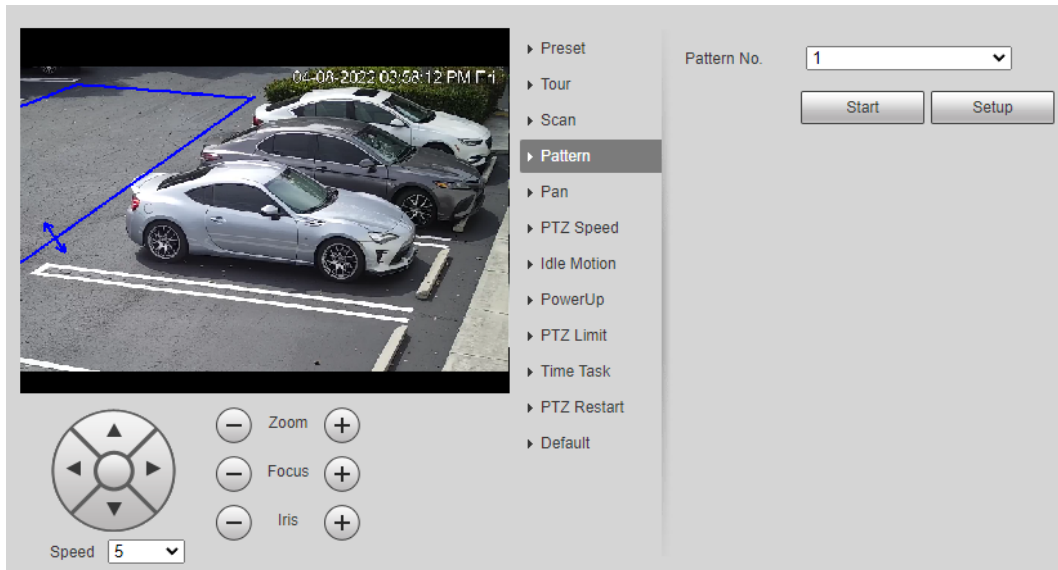 04-08-2022 03:58:12 PM Fri
Preset
Tour
Scan
Pattern
Pan
PTZ Speed
Idle Motion
PowerUp
PTZ Limit
Time Task
PTZ Restart
Default
Pattern No. 1
Start Setup
Zoom
Focus
Iris
Speed 5